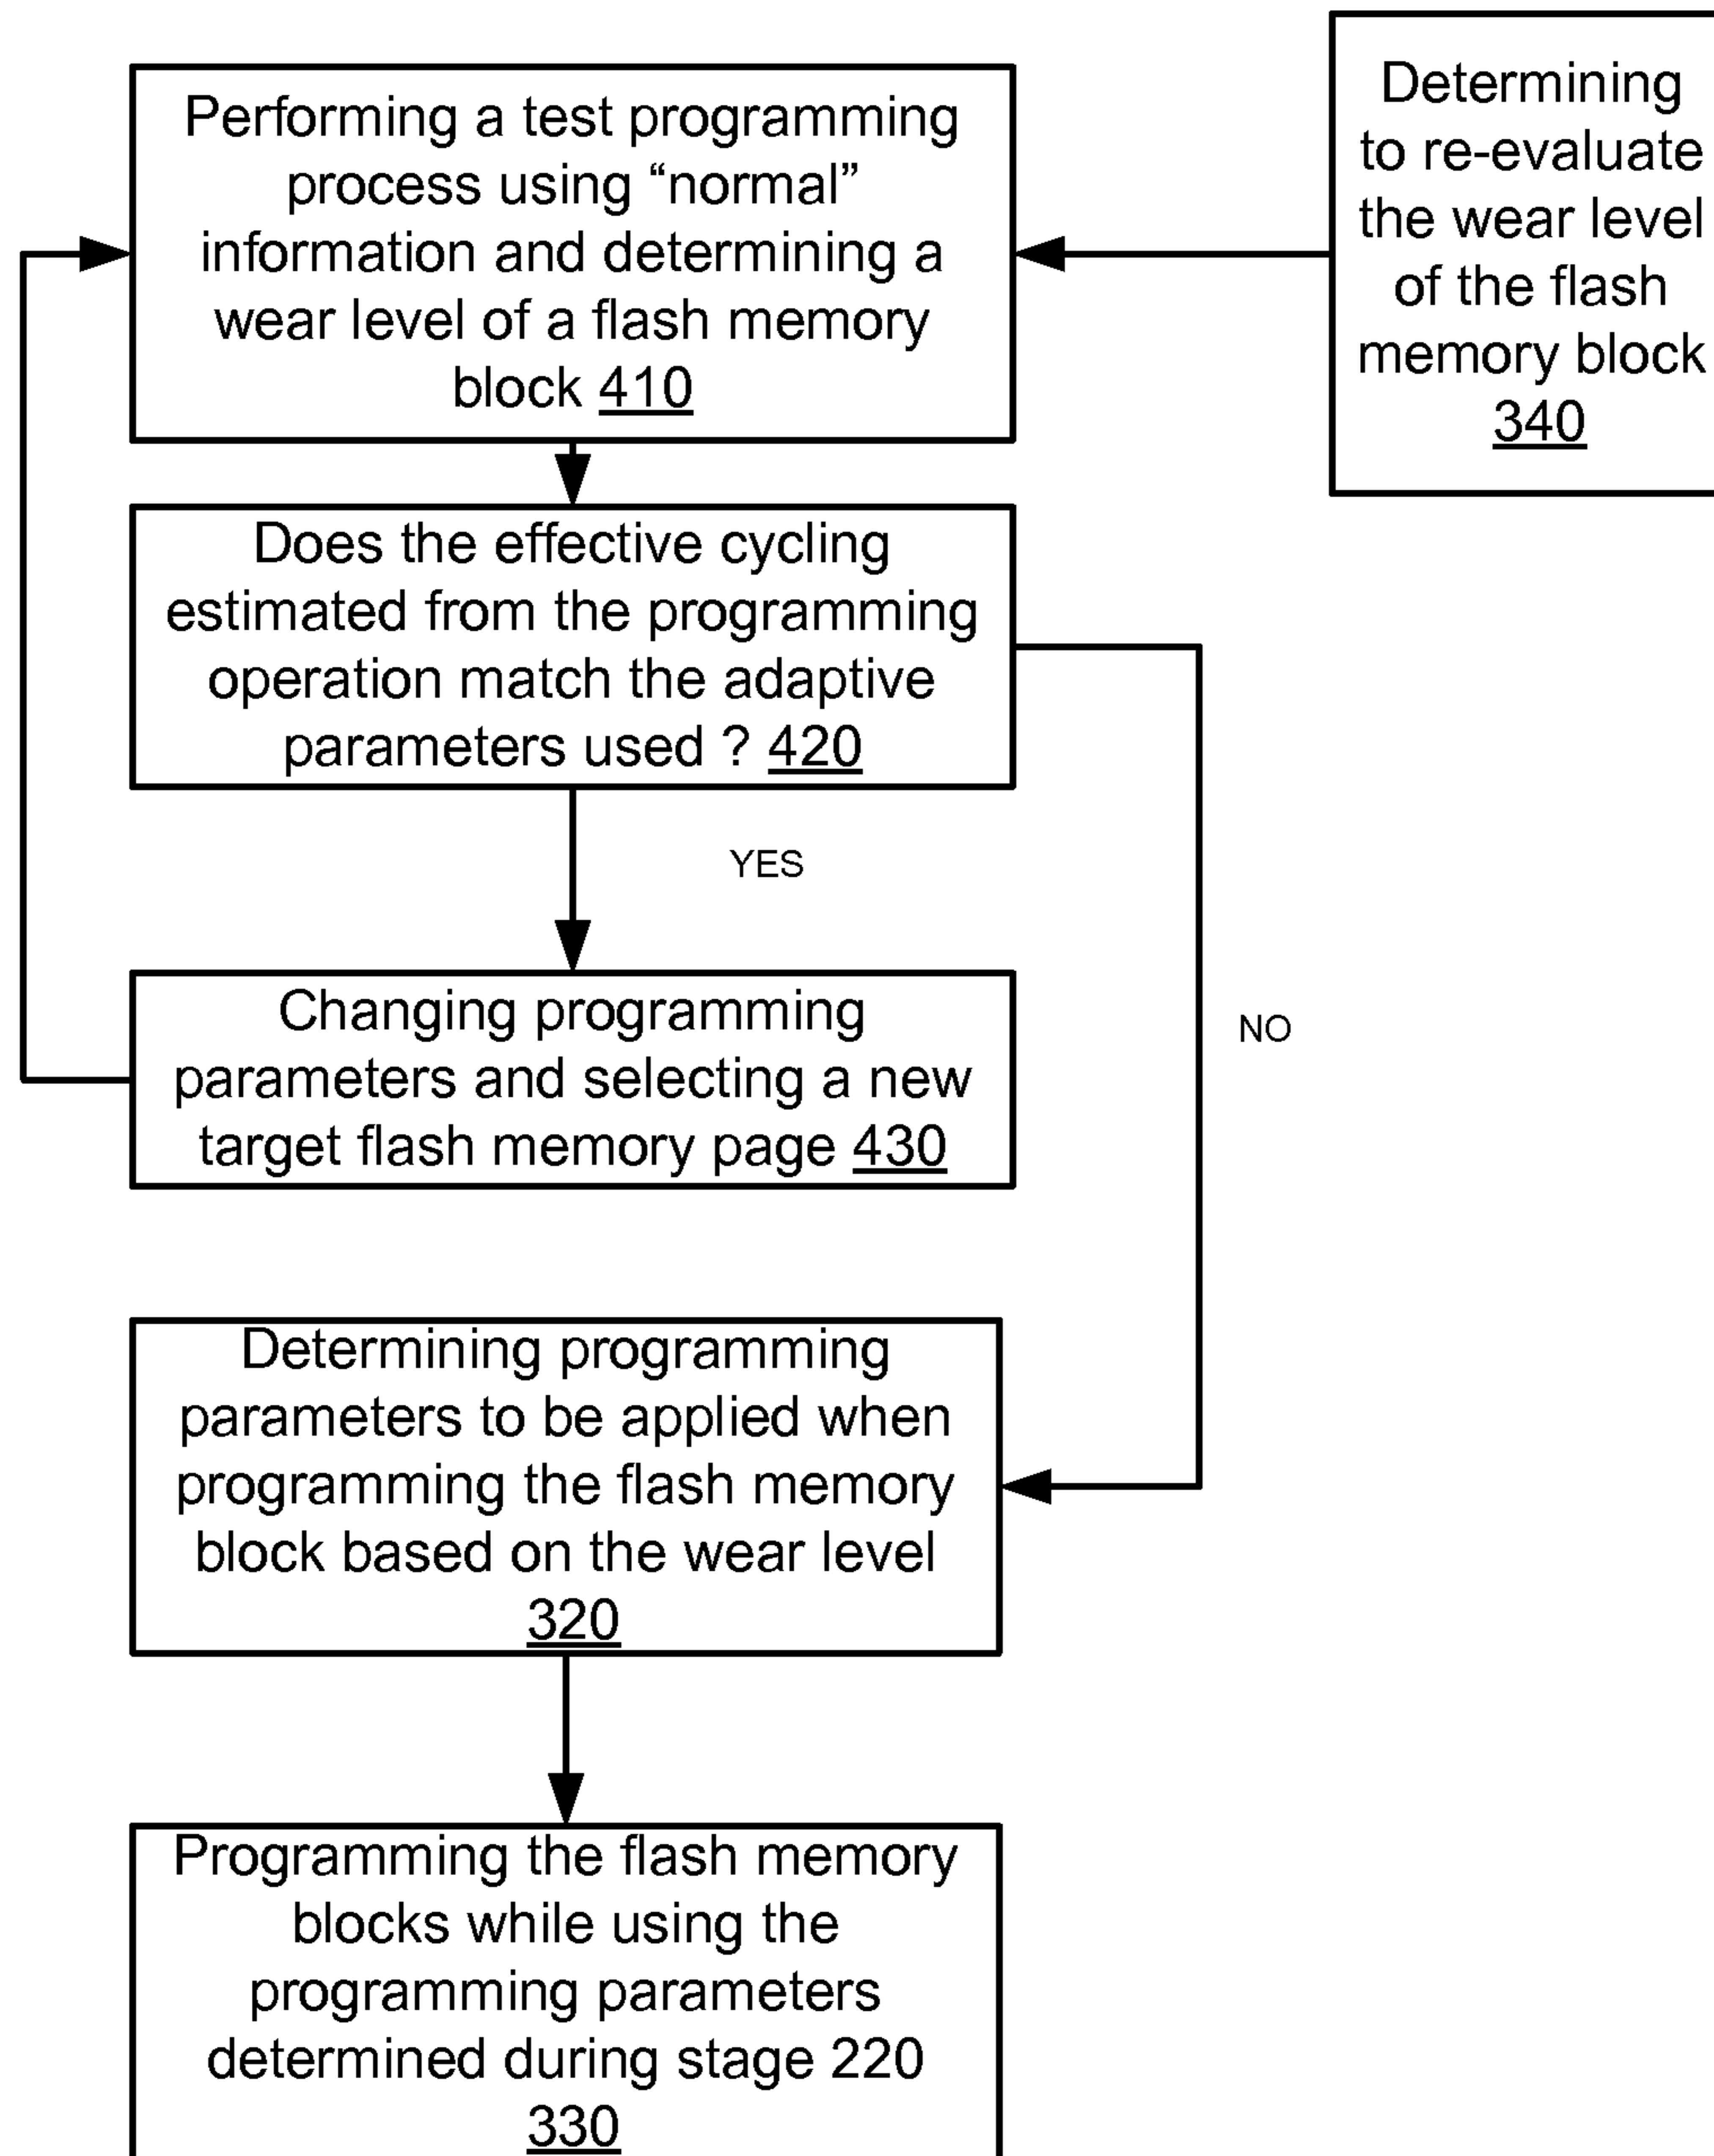 Performing a test programming
process using “normal”
information and determining a
wear level of a flash memory
block 410
Determining
to re-evaluate
the wear level
of the flash
memory block
340
Does the effective cycling
estimated from the programming
operation match the adaptive
parameters used ? 420
YES
NO
Changing programming
parameters and selecting a new
target flash memory page 430
Determining programming
parameters to be applied when
programming the flash memory
block based on the wear level
320
Programming the flash memory
blocks while using the
programming parameters
determined during stage 220
330